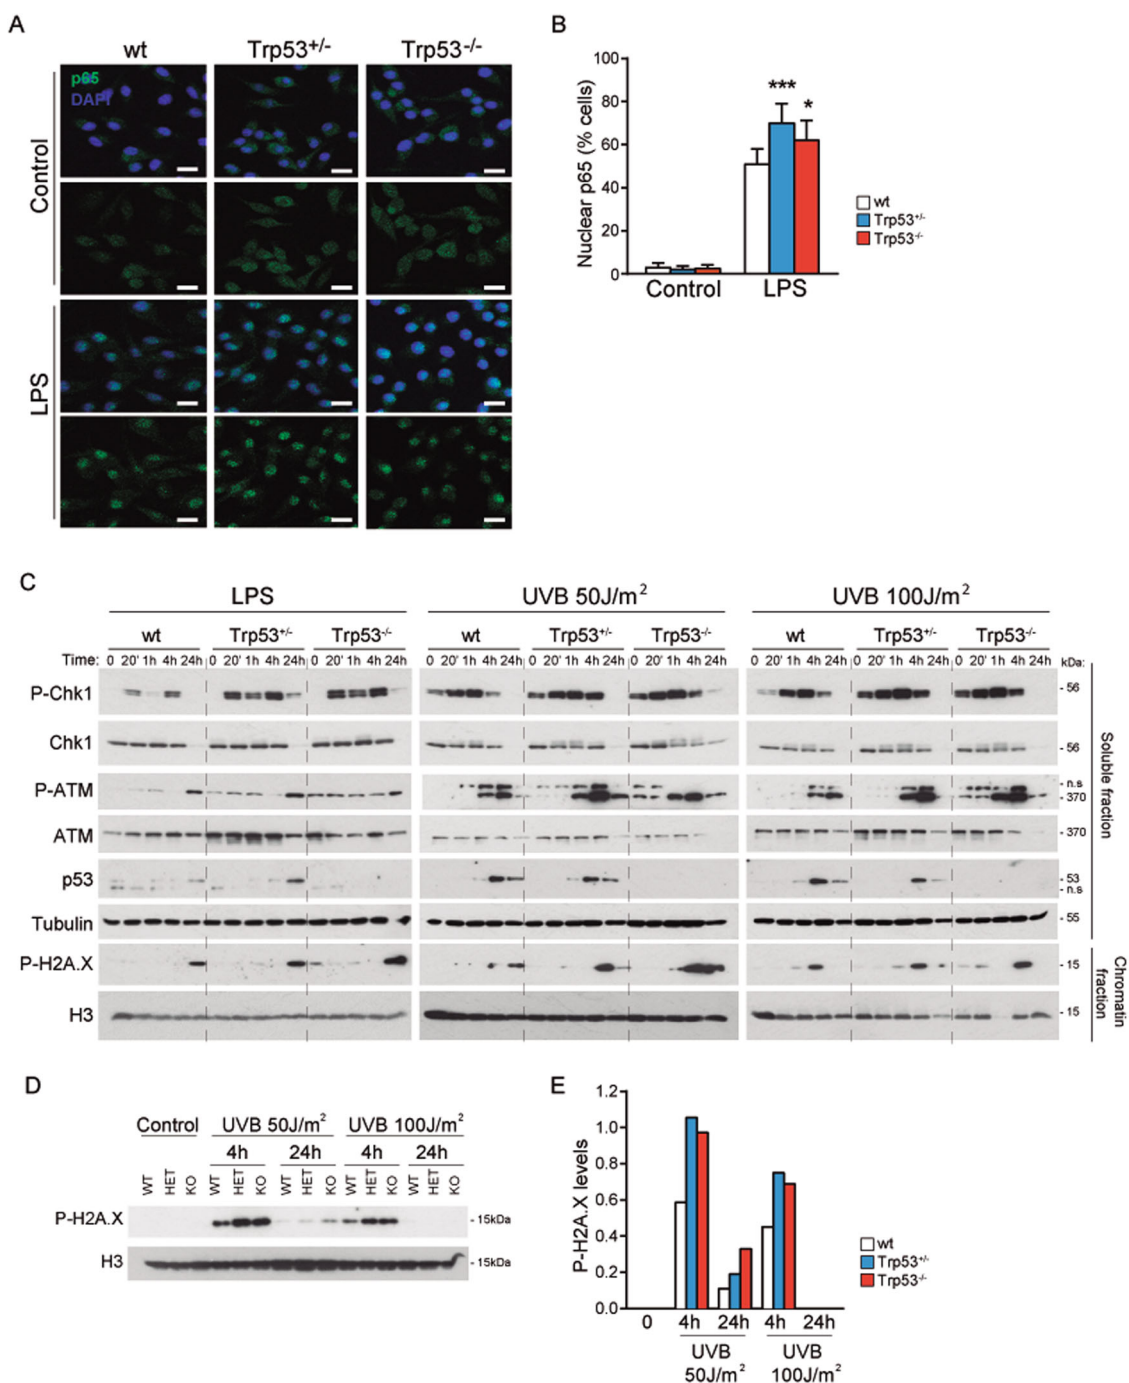 A
wt Trp53+/- Trp53-/-
p65
DAPI
Control
LPS
B
Nuclear p65 (% cells)
100
80
60
40
20
0
*** *
Control LPS
wt
Trp53+/-
Trp53-/-
C
LPS UVB 50J/m2 UVB 100J/m2
wt Trp53+/- Trp53-/- wt Trp53+/- Trp53-/- wt Trp53+/- Trp53-/-
Time: 0 20' 1h 4h 24h 0 20' 1h 4h 24h 0 20' 1h 4h 24h 0 20' 1h 4h 24h 0 20' 1h 4h 24h 0 20' 1h 4h 24h 0 20' 1h 4h 24h 0 20' 1h 4h 24h 0 20' 1h 4h 24h kDa:
P-Chk1 - 56
Chk1 - 56
P-ATM - n.s
- 370
ATM - 370
p53 - 53
- n.s
Tubulin - 55
P-H2A.X - 15
H3 - 15
Soluble fraction
Chromatin
fraction
D
Control UVB 50J/m2 UVB 100J/m2
4h 24h 4h 24h
WT HET KO WT HET KO WT HET KO WT HET KO WT HET KO
P-H2A.X - 15kDa
H3 - 15kDa
E
P-H2A.X levels
1.2
1.0
0.8
0.6
0.4
0.2
0.0
0 4h 24h 4h 24h
UVB UVB
50J/m2 100J/m2
wt
Trp53+/-
Trp53-/-